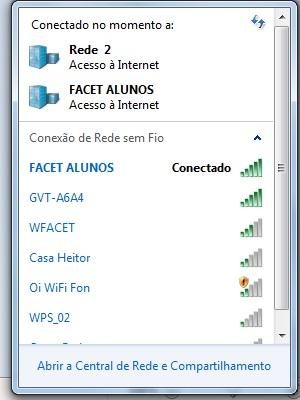 Conectado no momento a:
Rede 2
Acesso à Internet
FACET ALUNOS
Acesso à Internet
Conexão de Rede sem Fio
FACET ALUNOS Conectado
GVT-A6A4
WFACET
Casa Heitor
Oi WiFi Fon
WPS_02
Abrir a Central de Rede e Compartilhamento